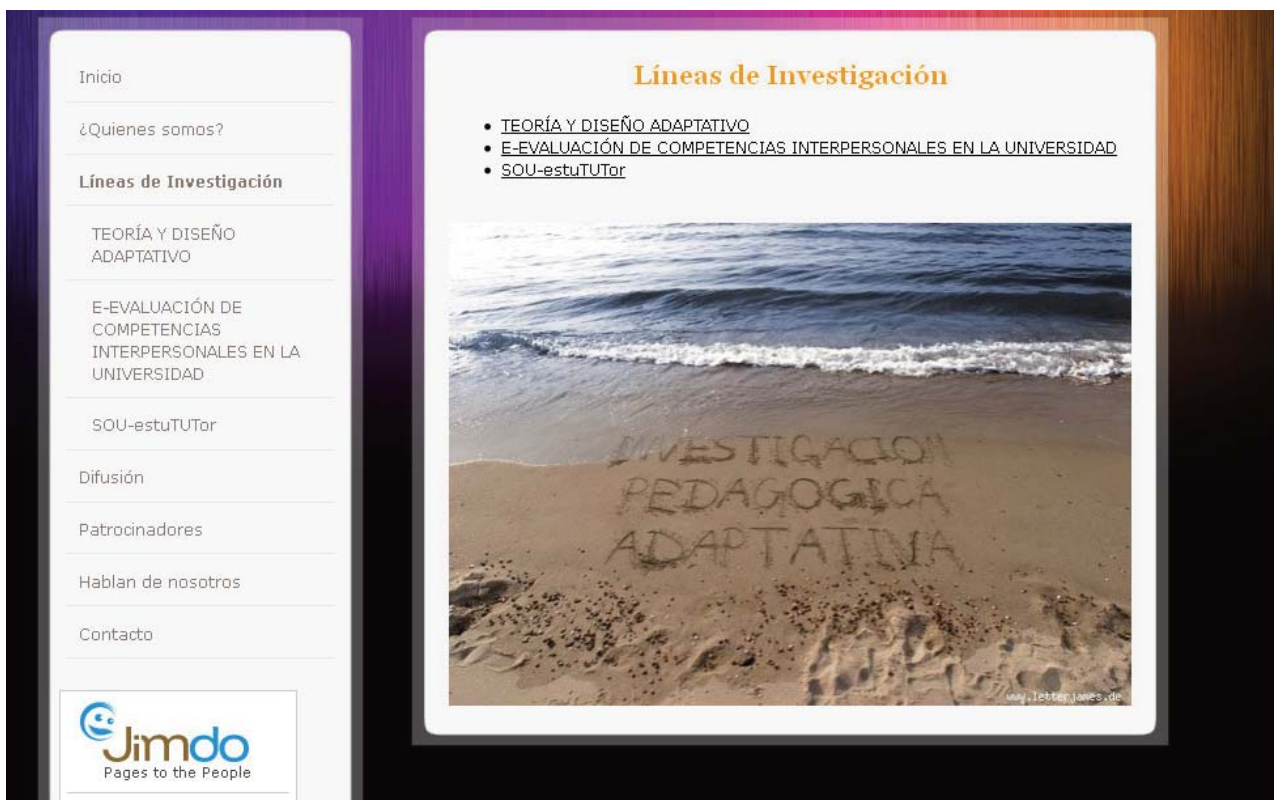 Inicio
¿Quienes somos?
Líneas de Investigación
TEORÍA Y DISEÑO
ADAPTATIVO
E-EVALUACIÓN DE
COMPETENCIAS
INTERPERSONALES EN LA
UNIVERSIDAD
SOU-estuTUTor
Difusión
Patrocinadores
Hablan de nosotros
Contacto
Jimdo
Pages to the People
Líneas de Investigación
• TEORÍA Y DISEÑO ADAPTATIVO
• E-EVALUACIÓN DE COMPETENCIAS INTERPERSONALES EN LA UNIVERSIDAD
• SOU-estuTUTor
INVESTIGACION
PEDAGOGICA
ADAPTATIVA
www.letterjames.de